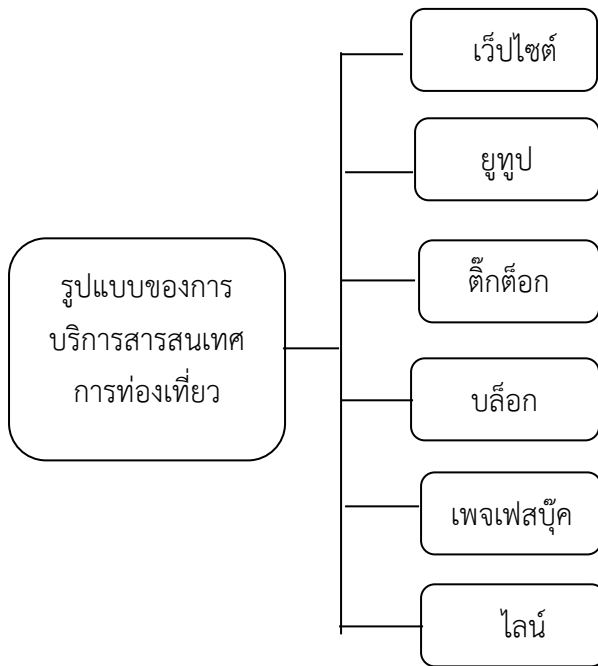 รูปแบบของการ
บริการสารสนเทศ
การท่องเที่ยว
เว็ปไซต์
ยูทูป
ติ๊กต็อก
บล็อก
เพจเฟสบุ๊ค
ไลน์